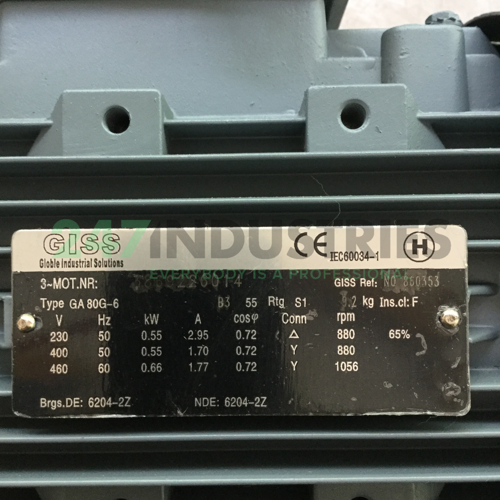 247INDUSTRIES
EVERYBODY IS A WINNER
GISS
Globle Industrial Solutions
CE
IEC60034-1
H
3-MOT.NR:
GISS Ref: NO 850353
Type GA 80G-6 B3 55 Rtg S1 kg Ins.cl: F
V Hz kW A cosφ Conn rpm
230 50 0.55 2.95 0.72 △ 880 65%
400 50 0.55 1.70 0.72 Y 880
460 60 0.66 1.77 0.72 Y 1056
Brgs.DE: 6204-2Z NDE: 6204-2Z